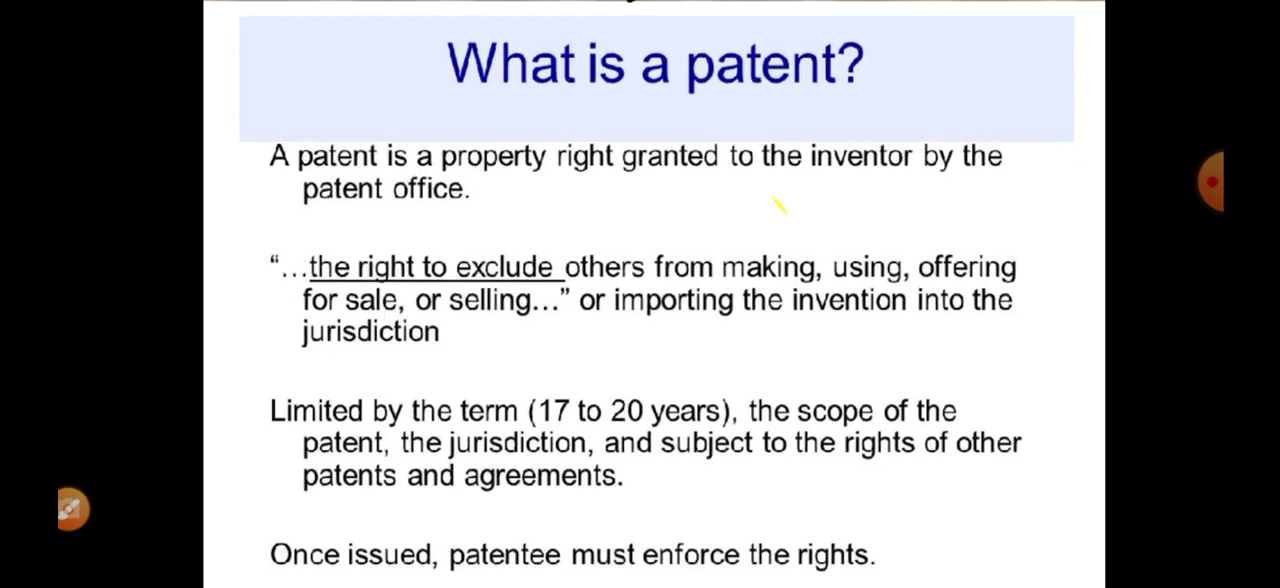 What is a patent?
A patent is a property right granted to the inventor by the
patent office.
“…the right to exclude others from making, using, offering
for sale, or selling…” or importing the invention into the
jurisdiction
Limited by the term (17 to 20 years), the scope of the
patent, the jurisdiction, and subject to the rights of other
patents and agreements.
Once issued, patentee must enforce the rights.